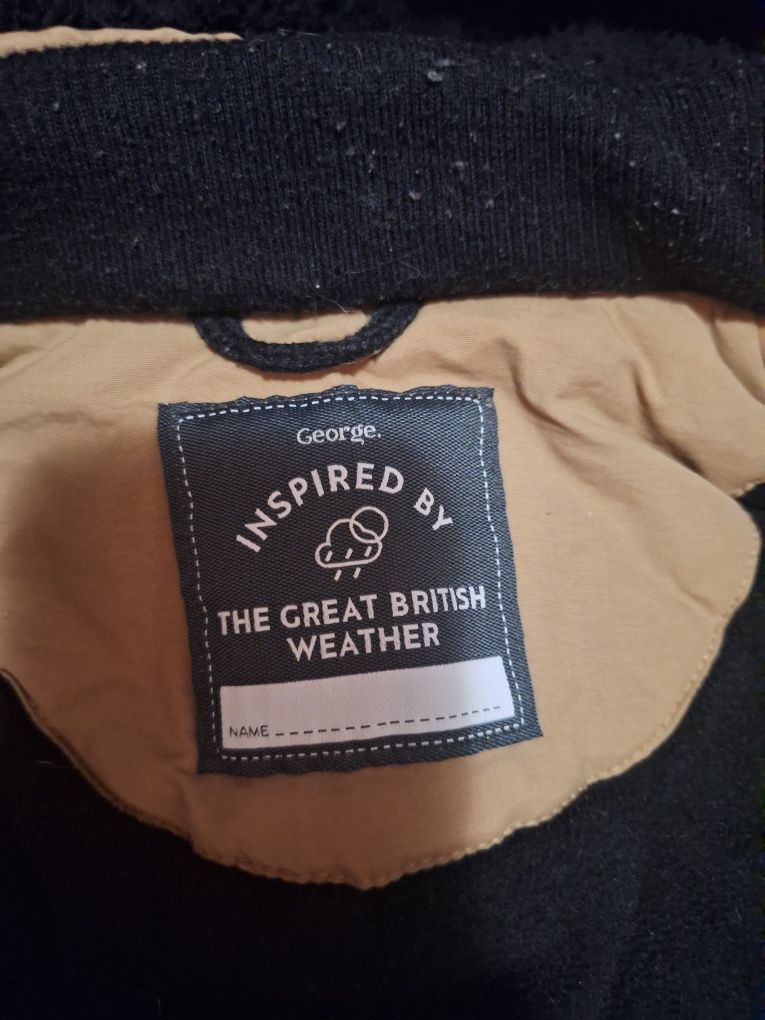 George.
INSPIRED BY
THE GREAT BRITISH
WEATHER
NAME